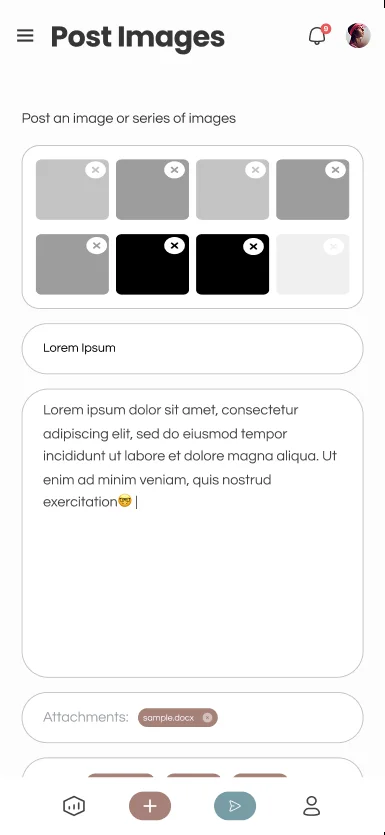 Post Images
9
Post an image or series of images
Lorem Ipsum
Lorem ipsum dolor sit amet, consectetur
adipiscing elit, sed do eiusmod tempor
incididunt ut labore et dolore magna aliqua. Ut
enim ad minim veniam, quis nostrud
exercitation🤓 |
Attachments: sample.docx